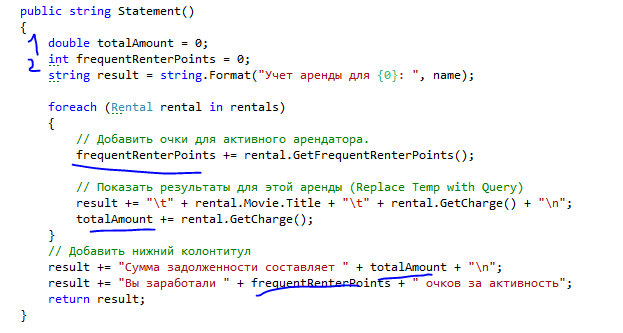 public string Statement()
{
1 double totalAmount = 0;
2 int frequentRenterPoints = 0;
string result = string.Format("Учет аренды для {0}: ", name);
foreach (Rental rental in rentals)
{
// Добавить очки для активного арендатора.
frequentRenterPoints += rental.GetFrequentRenterPoints();
// Показать результаты для этой аренды (Replace Temp with Query)
result += "\t" + rental.Movie.Title + "\t" + rental.GetCharge() + "\n";
totalAmount += rental.GetCharge();
}
// Добавить нижний колонтитул
result += "Сумма задолженности составляет " + totalAmount + "\n";
result += "Вы заработали " + frequentRenterPoints + " очков за активность";
return result;
}